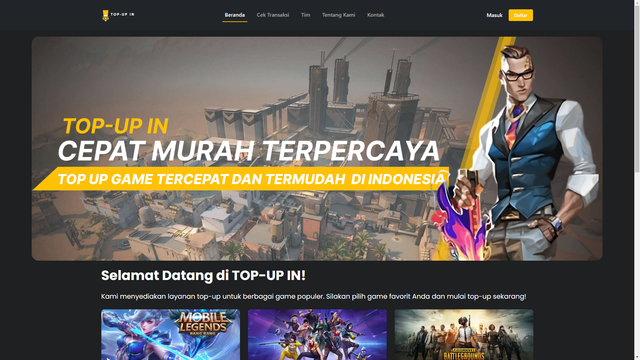 TOP-UP IN
Beranda
Cek Transaksi
Tim
Tentang Kami
Kontak
Masuk
Daftar
TOP-UP IN
CEPAT MURAH TERPERCAYA
TOP UP GAME TERCEPAT DAN TERMUDAH DI INDONESIA
Selamat Datang di TOP-UP IN!
Kami menyediakan layanan top-up untuk berbagai game populer. Silakan pilih game favorit Anda dan mulai top-up sekarang!
MOBILE
LEGENDS
BANG BANG
BATTLEGROUNDS